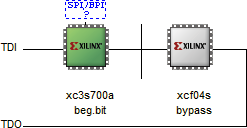 SPI/BPI
?
TDI
XILINX
XILINX
xc3s700a
xcf04s
beg.bit
bypass
TDO